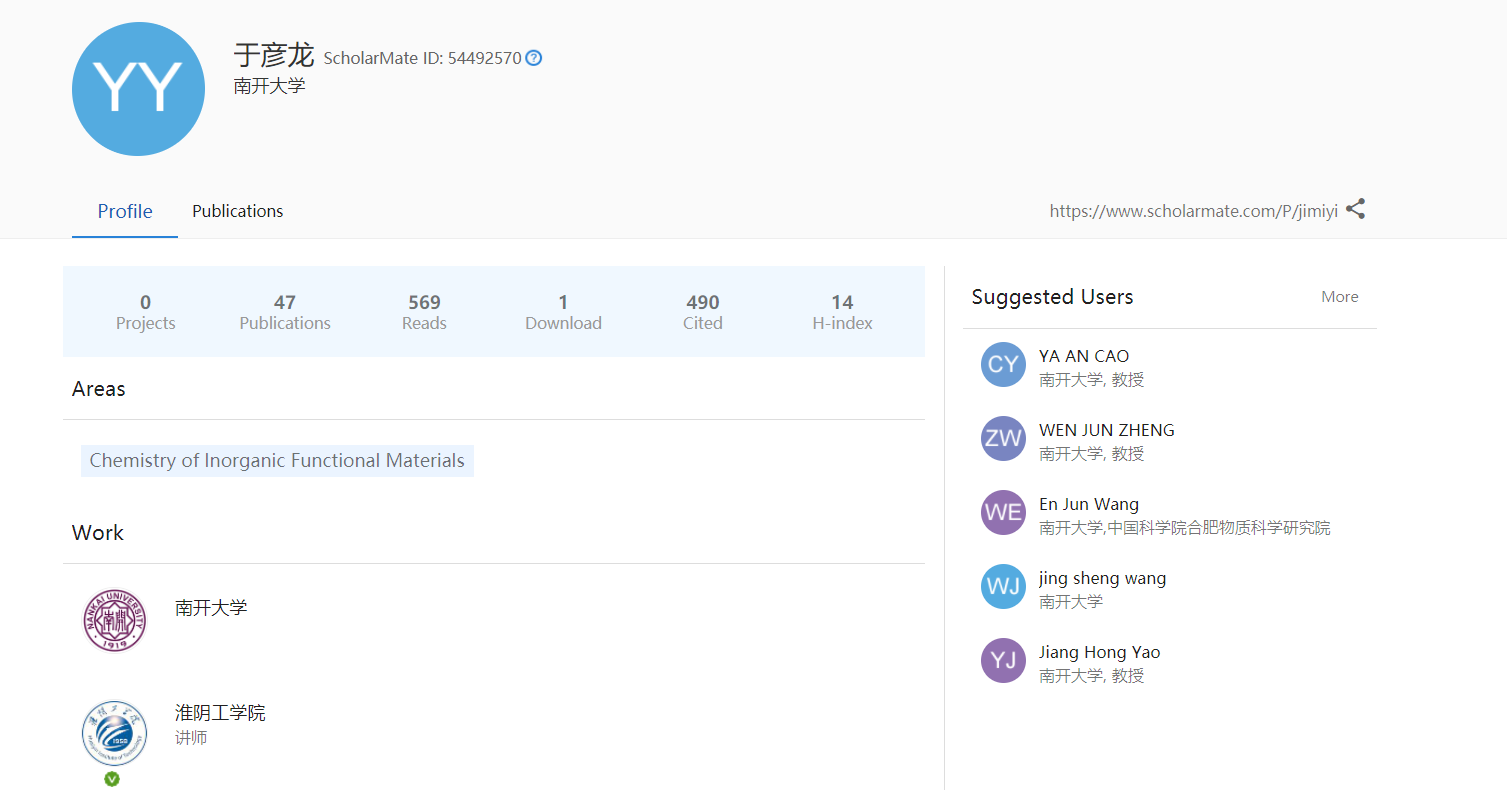 YY
于彦龙 ScholarMate ID: 54492570 ?
南开大学
Profile Publications
https://www.scholarmate.com/P/jimiyi
0 47 569 1 490 14
Projects Publications Reads Download Cited H-index
Areas
Chemistry of Inorganic Functional Materials
Work
NANKAI UNIVERSITY
南開
1919
南开大学
1958
淮阴工学院
讲师
V
Suggested Users More
CY
YA AN CAO
南开大学, 教授
ZW
WEN JUN ZHENG
南开大学, 教授
WE
En Jun Wang
南开大学,中国科学院合肥物质科学研究院
WJ
jing sheng wang
南开大学
YJ
Jiang Hong Yao
南开大学, 教授